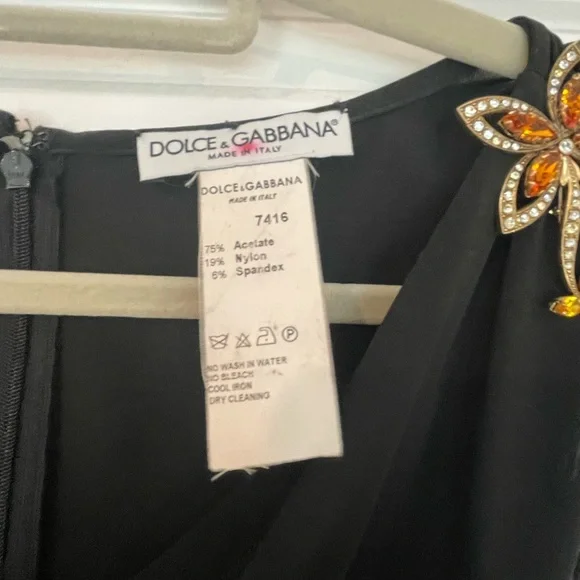 DOLCE & GABBANA®
MADE IN ITALY
DOLCE&GABBANA
MADE IN ITALY
7416
75% Acetate
19% Nylon
6% Spandex
P
NO WASH IN WATER
NO BLEACH
COOL IRON
DRY CLEANING